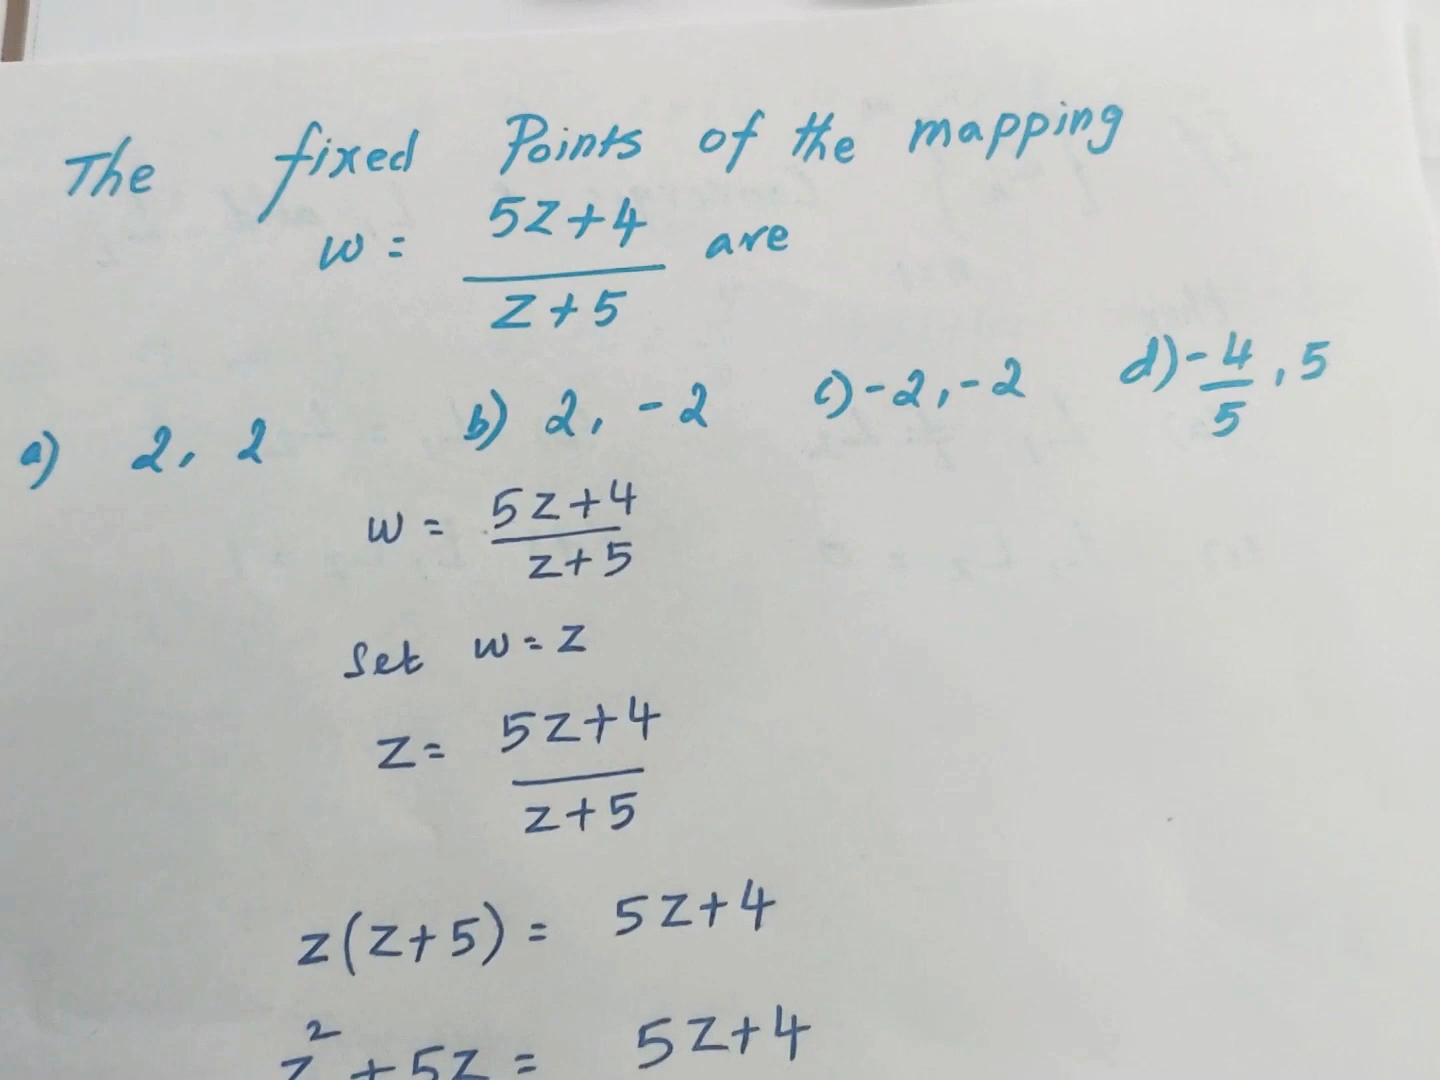 The fixed Points of the mapping
w = 5z+4 / z+5 are
a) 2, 2 b) 2, -2 c) -2, -2 d) -4/5, 5
w = 5z+4 / z+5
Set w = z
z = 5z+4 / z+5
z(z+5) = 5z+4
z² + 5z = 5z+4